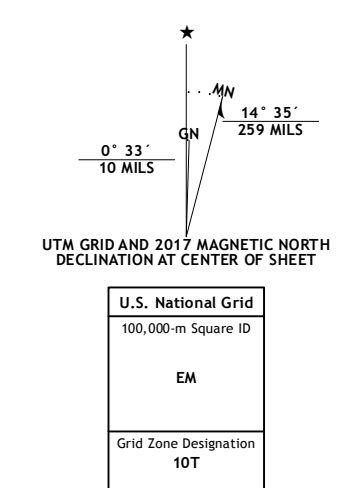 ★
MN
14° 35´
259 MILS
GN
0° 33´
10 MILS
UTM GRID AND 2017 MAGNETIC NORTH
DECLINATION AT CENTER OF SHEET
U.S. National Grid
100,000-m Square ID
EM
Grid Zone Designation
10T